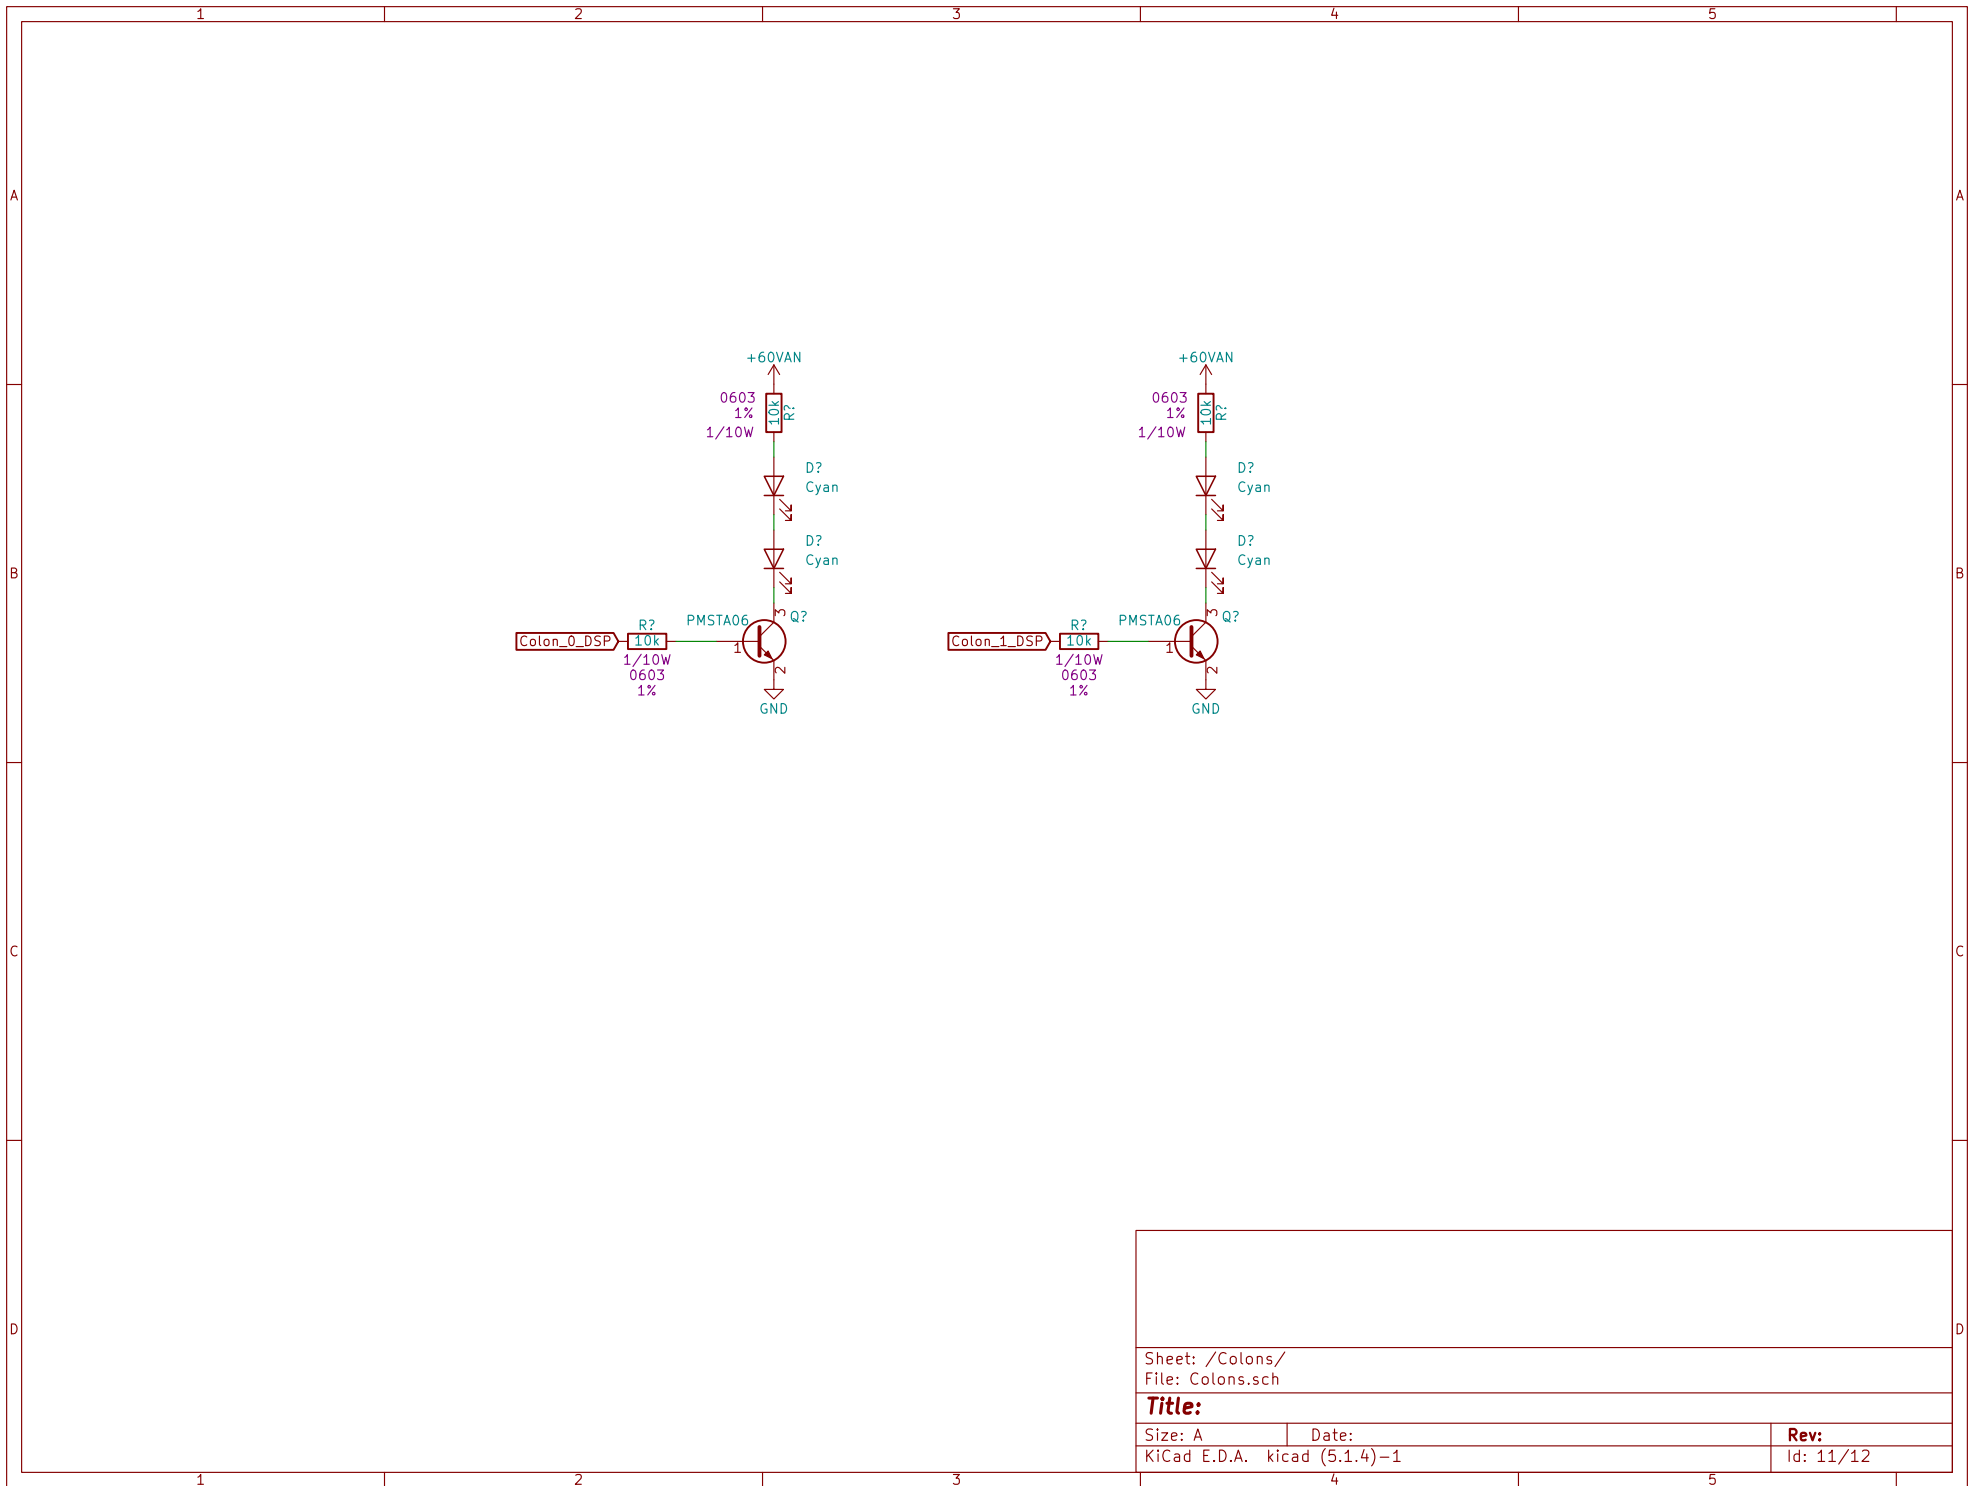 1 2 3 4 5
A A
+60VAN +60VAN
0603 0603
1% 10k R? 1% 10k R?
1/10W 1/10W
D? D?
Cyan Cyan
D? D?
Cyan Cyan
B B
3 3
PMSTA06 Q? PMSTA06 Q?
R? R?
Colon_0_DSP 10k 1 Colon_1_DSP 10k 1
1/10W 2 1/10W 2
0603 0603
1% 1%
GND GND
C C
D D
Sheet: /Colons/
File: Colons.sch
Title:
Size: A Date: Rev:
KiCad E.D.A. kicad (5.1.4)-1 Id: 11/12
1 2 3 4 5